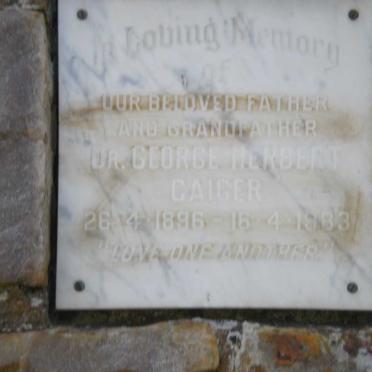 In Loving Memory
of
OUR BELOVED FATHER
AND GRANDFATHER
DR. GEORGE HERBERT
CAIGER
26-4-1896 - 16-4-1983
"LOVE ONE ANOTHER"